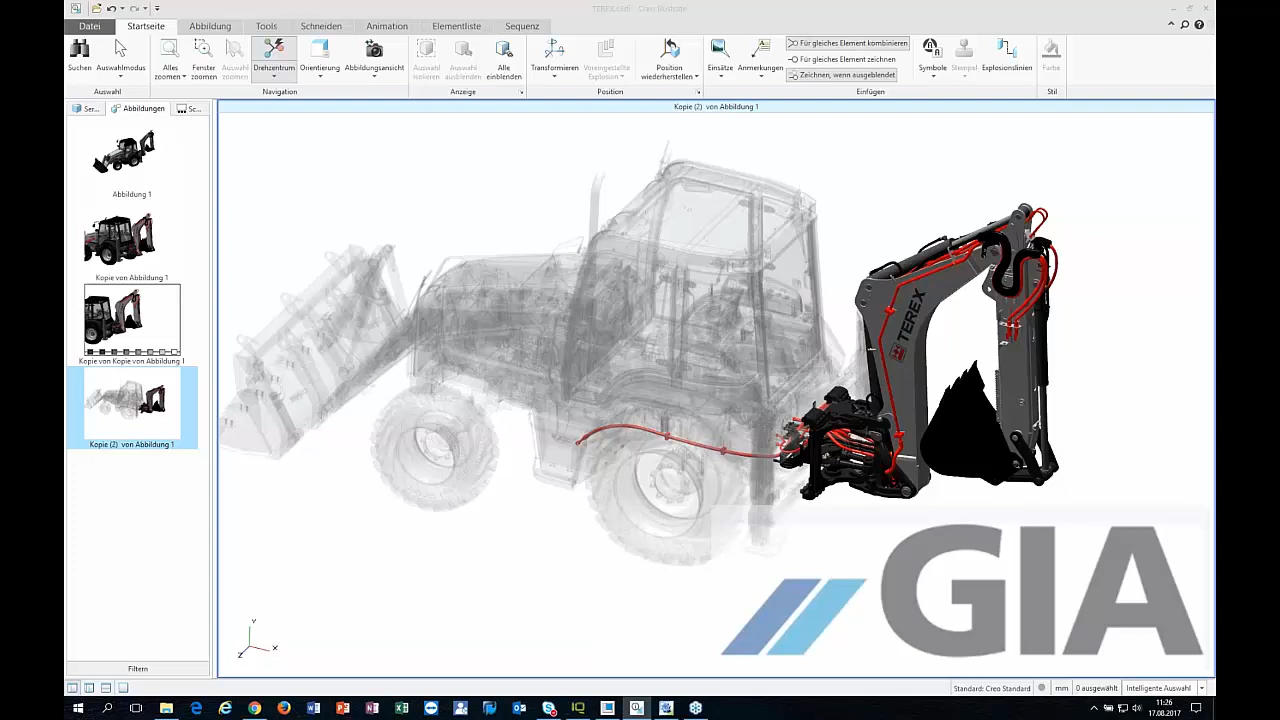 TEREX.c3di - Creo Illustrate
Datei Startseite Abbildung Tools Schneiden Animation Elementliste Sequenz
Suchen Auswahlmodus Alles zoomen Fenster zoomen Auswahl zoomen Drehzentrum Orientierung Abbildungsansicht Auswahl isolieren Auswahl ausblenden Alle einblenden Transformieren Voreingestellte Explosion Position wiederherstellen Einsätze Anmerkungen
Für gleiches Element kombinieren
Für gleiches Element zeichnen
Zeichnen, wenn ausgeblendet
Symbole Stempel Explosionslinien Farbe
Auswahl Navigation Anzeige Position Einfügen Stil
Ser... Abbildungen Sc...
Kopie (2) von Abbildung 1
Abbildung 1
Kopie von Abbildung 1
Kopie von Kopie von Abbildung 1
Kopie (2) von Abbildung 1
TEREX
GIA
Y
X
Z
Filtern
Standard: Creo Standard mm 0 ausgewählt Intelligente Auswahl
11:26
17.08.2017